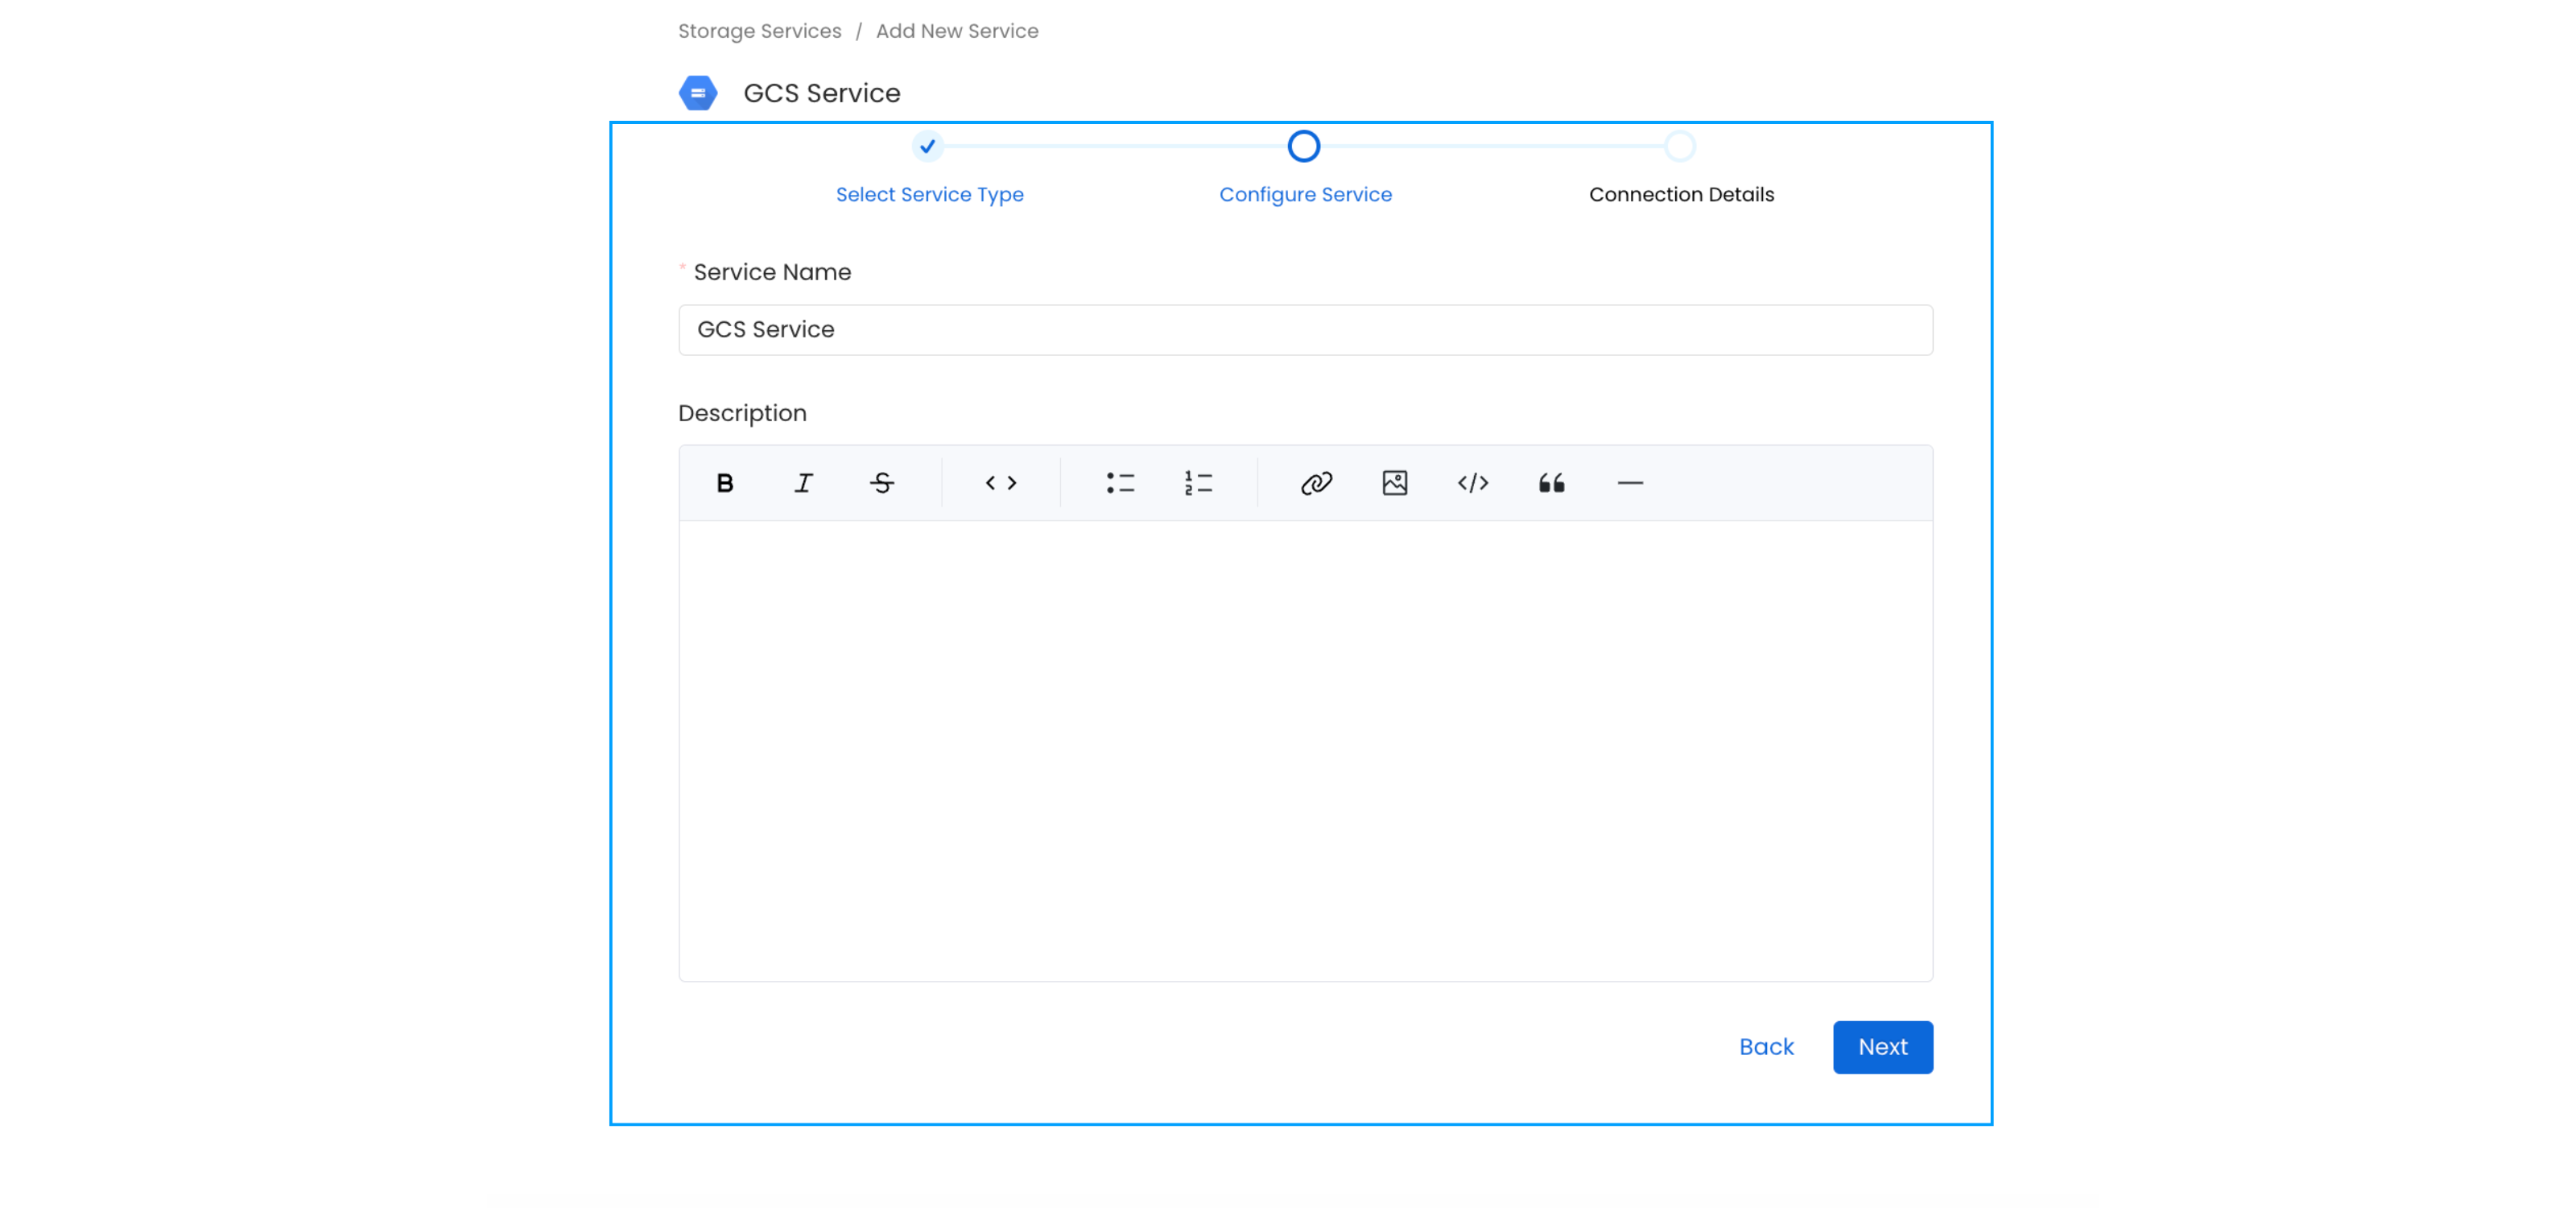 Storage Services / Add New Service
GCS Service
Select Service Type
Configure Service
Connection Details
* Service Name
GCS Service
Description
Back
Next